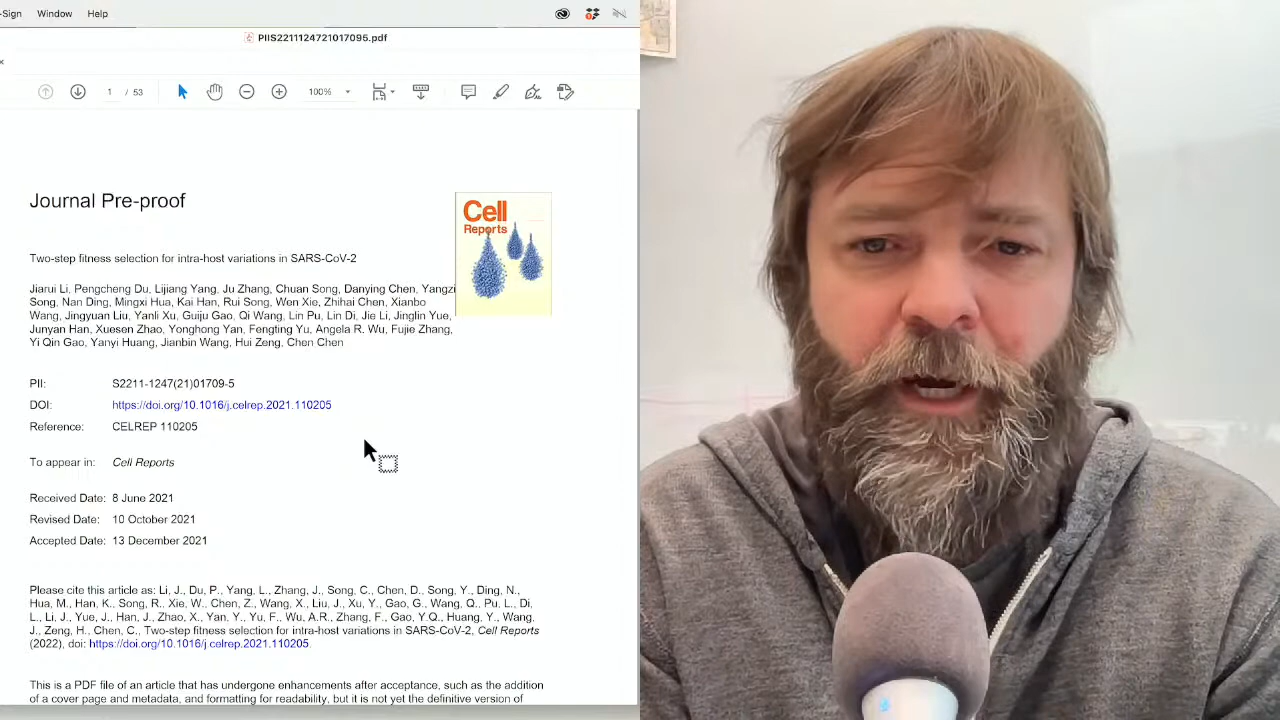 -Sign Window Help
PIIS2211124721017095.pdf
1 / 53 100%
Journal Pre-proof
Cell
Reports
Two-step fitness selection for intra-host variations in SARS-CoV-2
Jiarui Li, Pengcheng Du, Lijiang Yang, Ju Zhang, Chuan Song, Danying Chen, Yangzi
Song, Nan Ding, Mingxi Hua, Kai Han, Rui Song, Wen Xie, Zhihai Chen, Xianbo
Wang, Jingyuan Liu, Yanli Xu, Guiju Gao, Qi Wang, Lin Pu, Lin Di, Jie Li, Jinglin Yue,
Junyan Han, Xuesen Zhao, Yonghong Yan, Fengting Yu, Angela R. Wu, Fujie Zhang,
Yi Qin Gao, Yanyi Huang, Jianbin Wang, Hui Zeng, Chen Chen
PII: S2211-1247(21)01709-5
DOI: https://doi.org/10.1016/j.celrep.2021.110205
Reference: CELREP 110205
To appear in: Cell Reports
Received Date: 8 June 2021
Revised Date: 10 October 2021
Accepted Date: 13 December 2021
Please cite this article as: Li, J., Du, P., Yang, L., Zhang, J., Song, C., Chen, D., Song, Y., Ding, N.,
Hua, M., Han, K., Song, R., Xie, W., Chen, Z., Wang, X., Liu, J., Xu, Y., Gao, G., Wang, Q., Pu, L., Di,
L., Li, J., Yue, J., Han, J., Zhao, X., Yan, Y., Yu, F., Wu, A.R., Zhang, F., Gao, Y.Q., Huang, Y., Wang,
J., Zeng, H., Chen, C., Two-step fitness selection for intra-host variations in SARS-CoV-2, Cell Reports
(2022), doi: https://doi.org/10.1016/j.celrep.2021.110205.
This is a PDF file of an article that has undergone enhancements after acceptance, such as the addition
of a cover page and metadata, and formatting for readability, but it is not yet the definitive version of